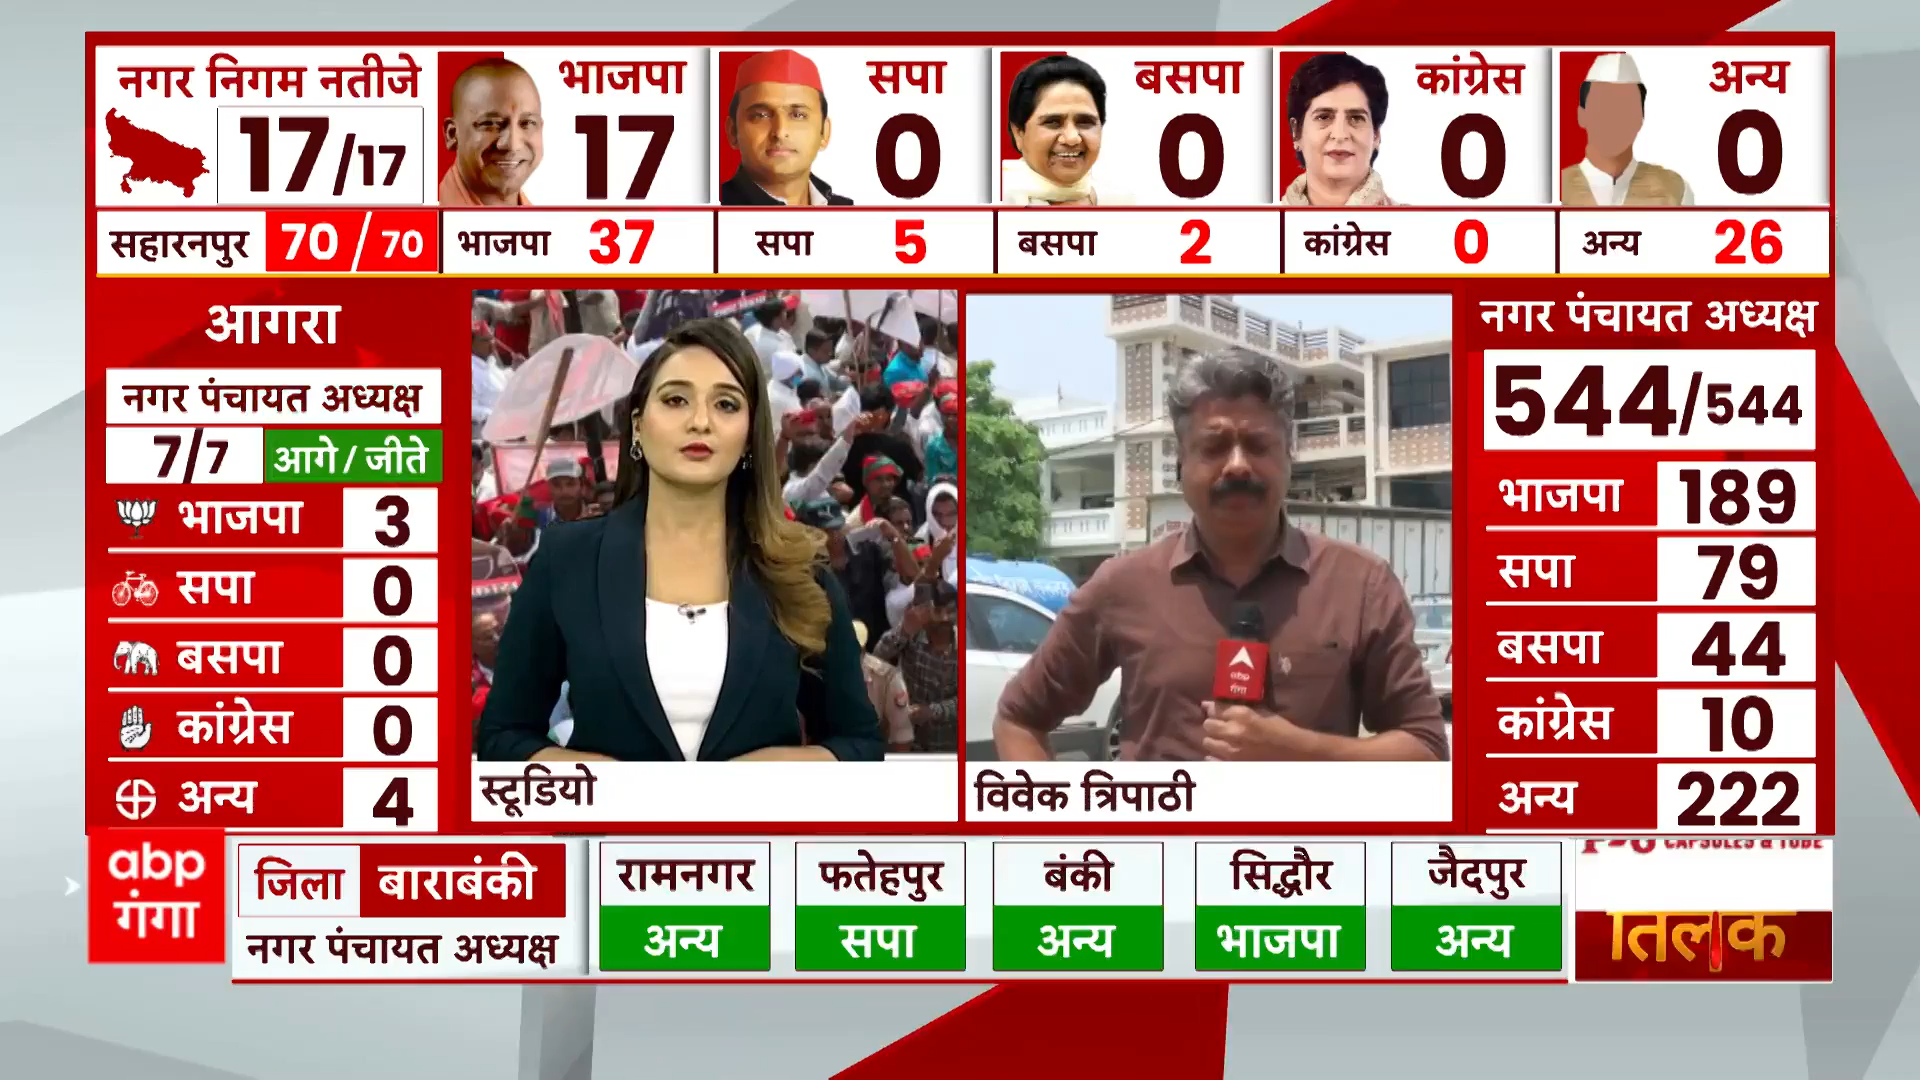 नगर निगम नतीजे
17/17
भाजपा
17
सपा
0
बसपा
0
कांग्रेस
0
अन्य
0
सहारनपुर 70 / 70
भाजपा 37
सपा 5
बसपा 2
कांग्रेस 0
अन्य 26
आगरा
नगर पंचायत अध्यक्ष
7/7 आगे / जीते
भाजपा 3
सपा 0
बसपा 0
कांग्रेस 0
अन्य 4
स्टूडियो
abp
गंगा
विवेक त्रिपाठी
नगर पंचायत अध्यक्ष
544/544
भाजपा 189
सपा 79
बसपा 44
कांग्रेस 10
अन्य 222
abp
गंगा
जिला बाराबंकी
नगर पंचायत अध्यक्ष
रामनगर
अन्य
फतेहपुर
सपा
बंकी
अन्य
सिद्धौर
भाजपा
जैदपुर
अन्य
CAPSULES & TUBE
तिलक